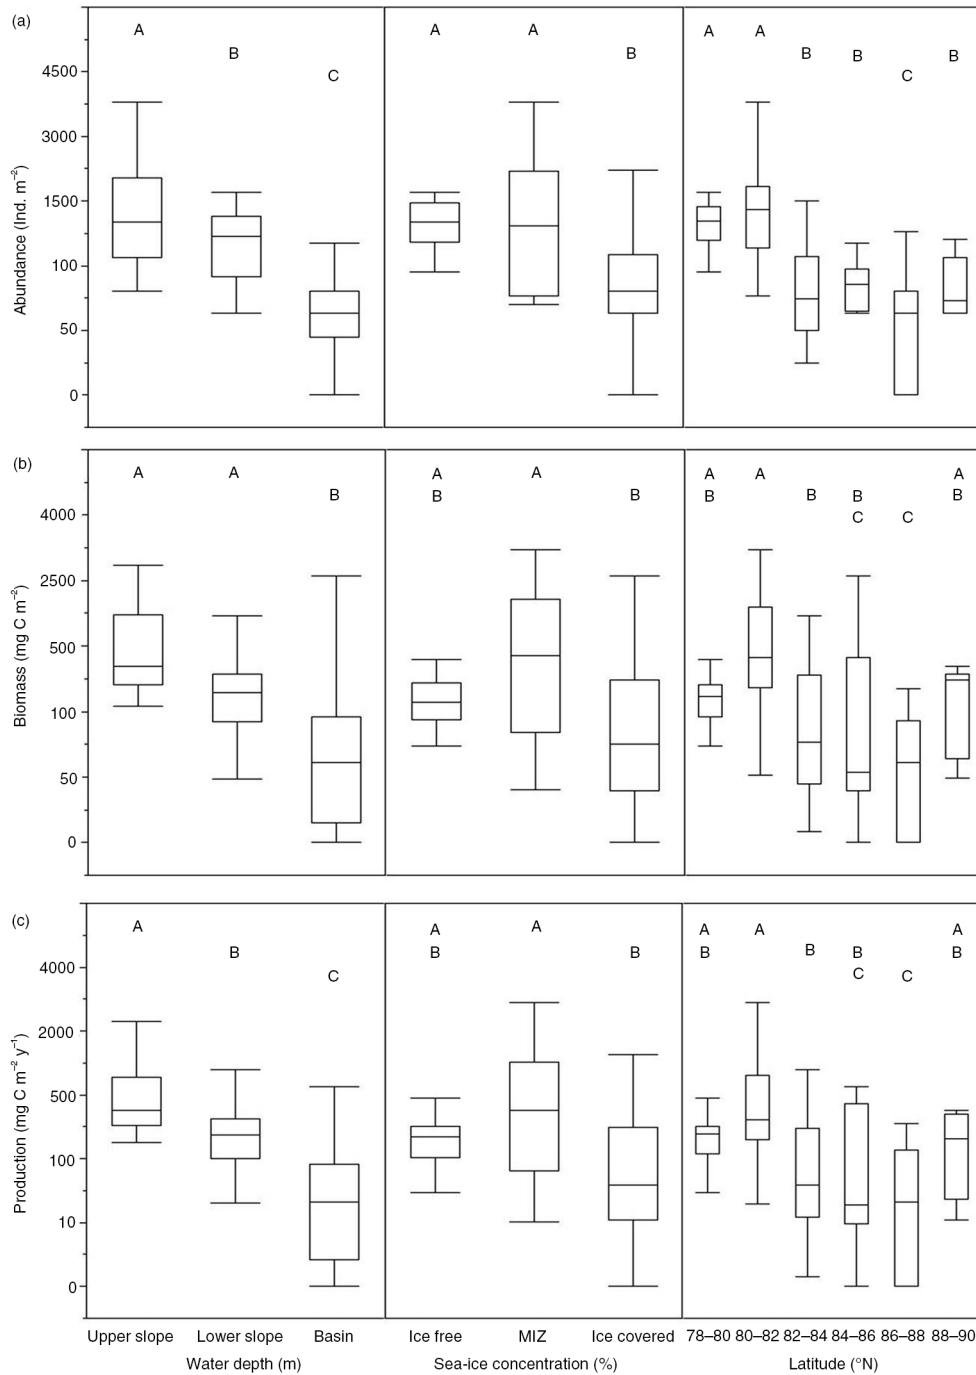 (a)
A A A A A
B B B B B
C C
4500
3000
1500
100
50
0
Abundance (Ind. m⁻²)
(b)
A A A A A A A
B B B B B B B
C C
4000
2500
500
100
50
0
Biomass (mg C m⁻²)
(c)
A A A A A A
B B B B B B B
C C C
4000
2000
500
100
10
0
Production (mg C m⁻² y⁻¹)
Upper slope Lower slope Basin Ice free MIZ Ice covered 78–80 80–82 82–84 84–86 86–88 88–90
Water depth (m) Sea-ice concentration (%) Latitude (°N)